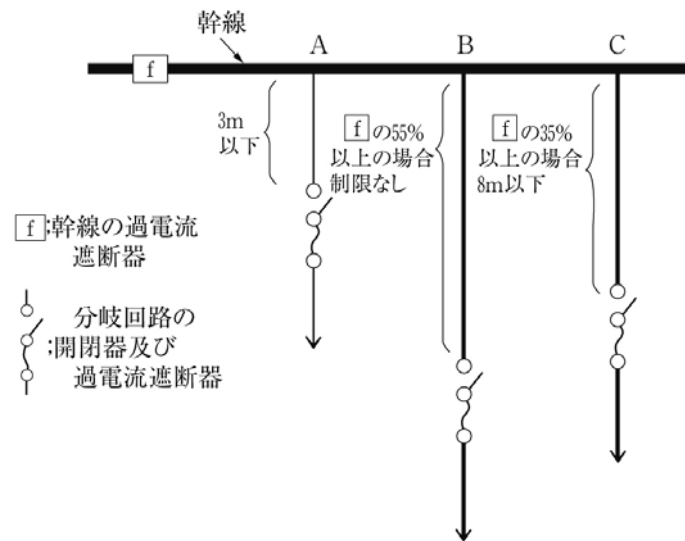 幹線
A
B
C
f
3m
以下
fの55%
以上の場合
制限なし
fの35%
以上の場合
8m以下
f;幹線の過電流
遮断器
分岐回路の
;開閉器及び
過電流遮断器